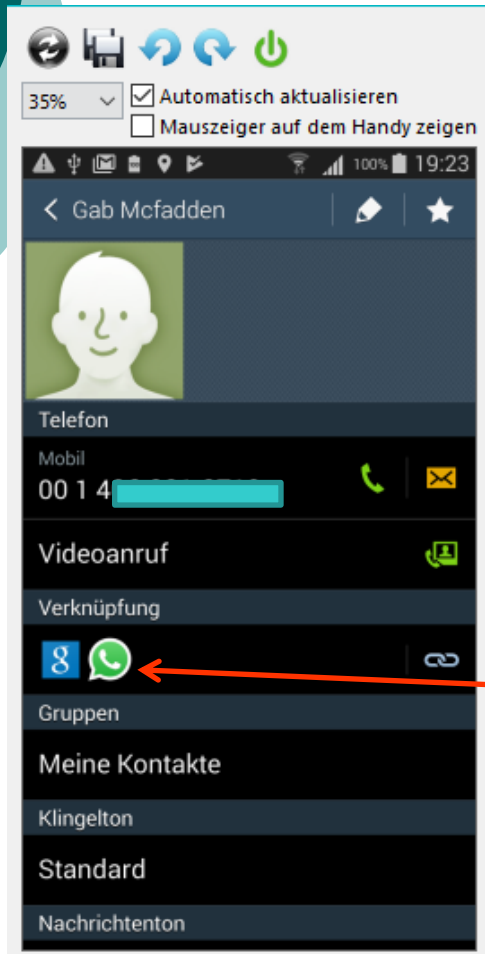 35%
Automatisch aktualisieren
Mauszeiger auf dem Handy zeigen
100% 19:23
Gab Mcfadden
Telefon
Mobil
00 1 4
Videoanruf
Verknüpfung
8
Gruppen
Meine Kontakte
Klingelton
Standard
Nachrichtenton